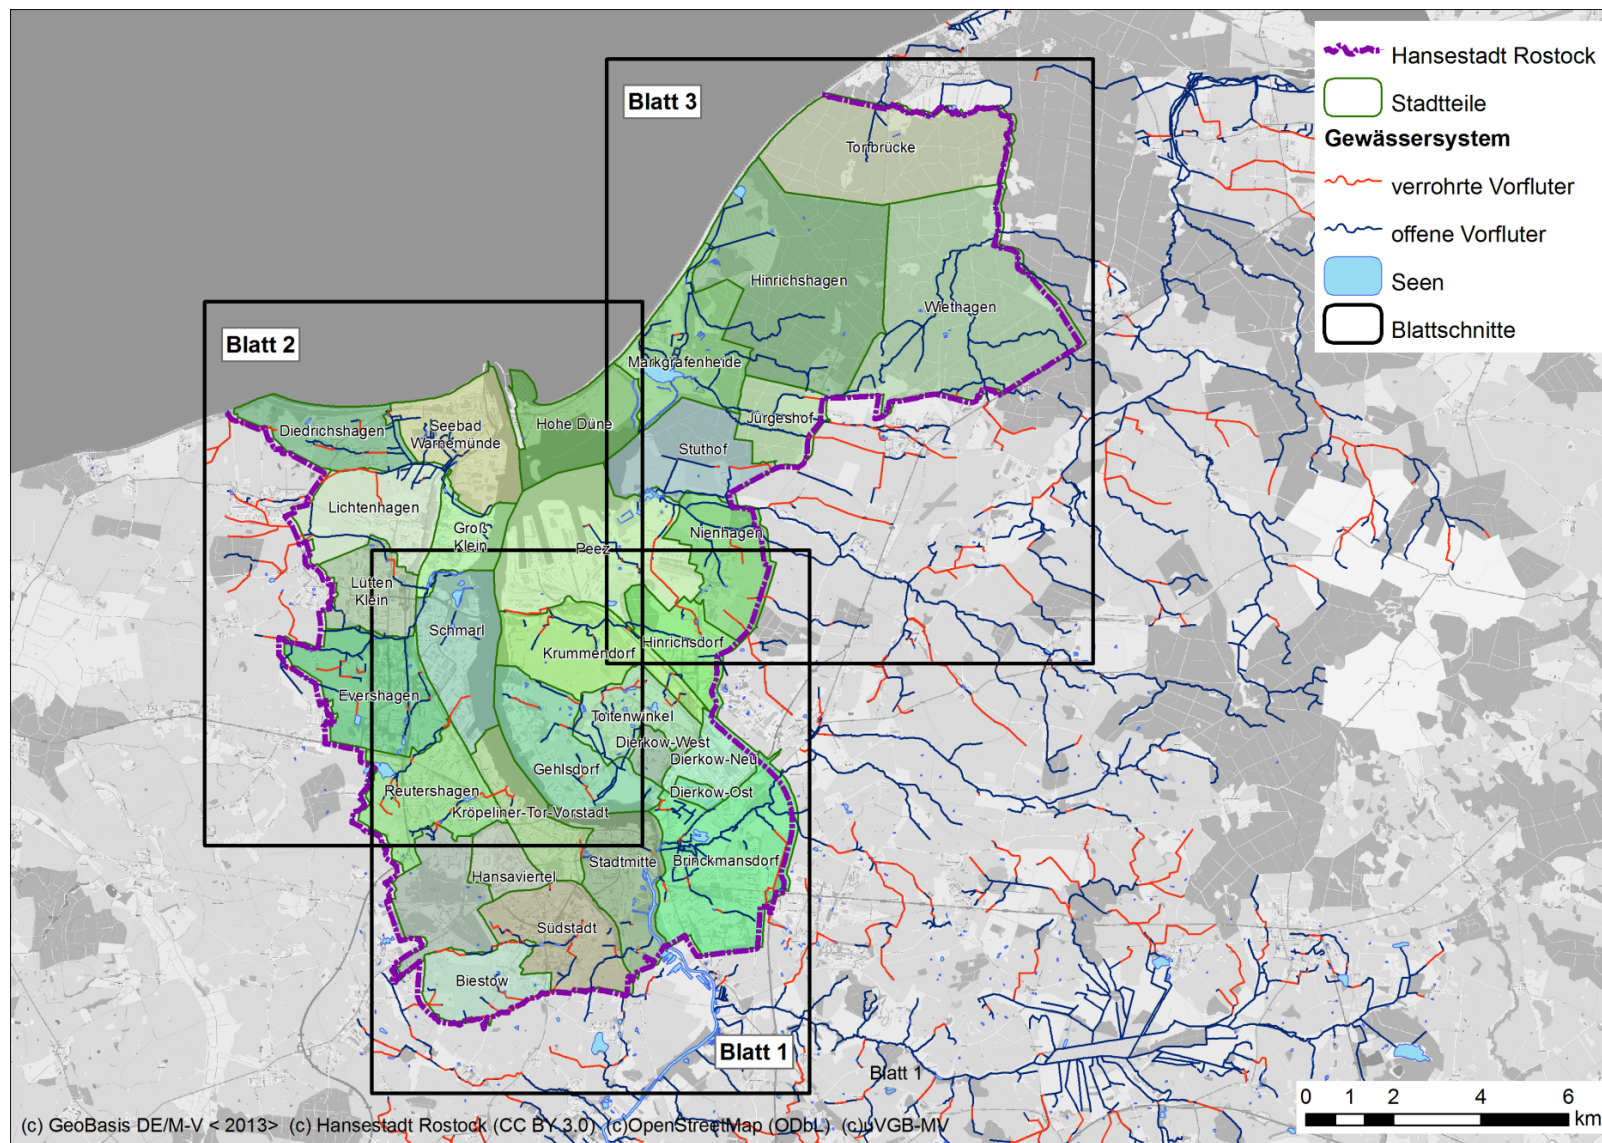 Blatt 3
Hansestadt Rostock
Stadtteile
Gewässersystem
verrohrte Vorfluter
offene Vorfluter
Seen
Blattschnitte
Torfbrücke
Hinrichshagen
Wiethagen
Blatt 2
Markgrafenheide
Jürgeshof
Diedrichshagen
Seebad
Warnemünde
Hohe Düne
Stuthof
Lichtenhagen
Groß
Klein
Nienhagen
Peez
Lütten
Klein
Schmarl
Hinrichsdorf
Krummendorf
Evershagen
Toitenwinkel
Dierkow-West
Dierkow-Neu
Gehlsdorf
Reutershagen
Dierkow-Ost
Kröpeliner-Tor-Vorstadt
Stadtmitte
Brinckmansdorf
Hansaviertel
Südstadt
Biestow
Blatt 1
Blatt 1
0 1 2 4 6
km
(c) GeoBasis DE/M-V < 2013> (c) Hansestadt Rostock (CC BY 3.0) (c)OpenStreetMap (ODbL) (c)uVGB-MV